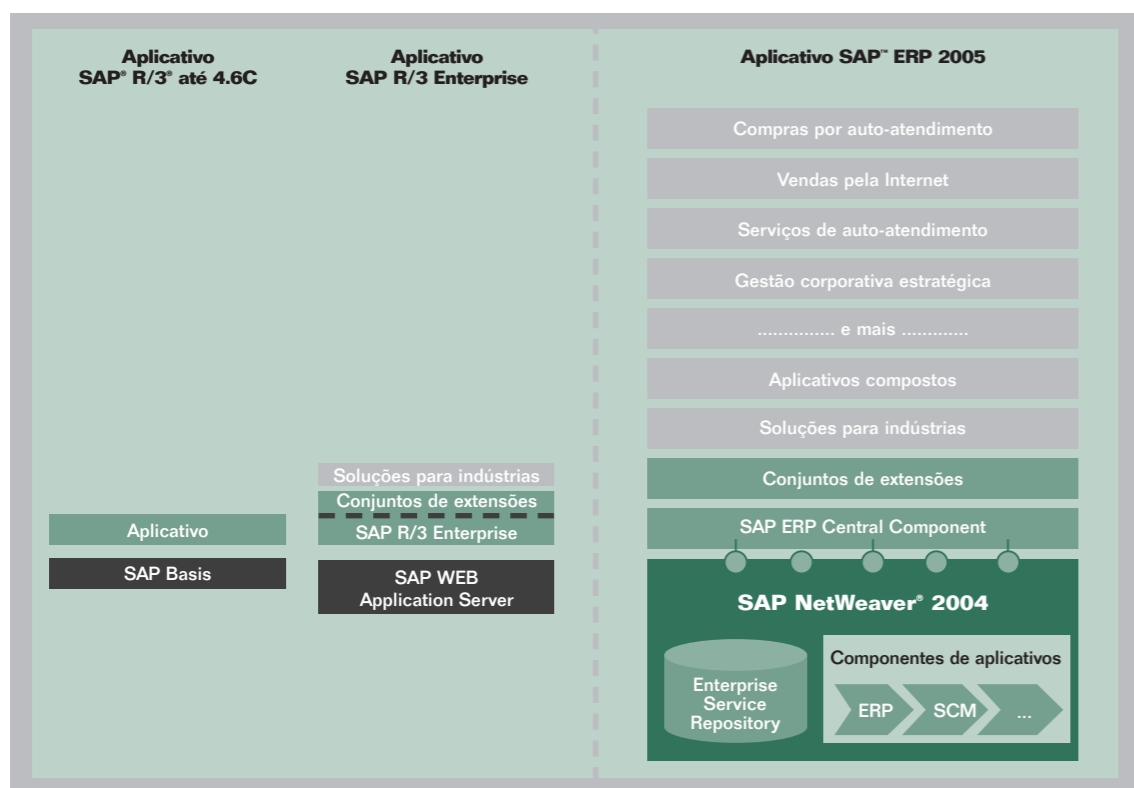 Aplicativo
SAP® R/3® até 4.6C
Aplicativo
SAP Basis
Aplicativo
SAP R/3 Enterprise
Soluções para indústrias
Conjuntos de extensões
SAP R/3 Enterprise
SAP WEB
Application Server
Aplicativo SAP™ ERP 2005
Compras por auto-atendimento
Vendas pela Internet
Serviços de auto-atendimento
Gestão corporativa estratégica
............... e mais .............
Aplicativos compostos
Soluções para indústrias
Conjuntos de extensões
SAP ERP Central Component
SAP NetWeaver® 2004
Enterprise
Service
Repository
Componentes de aplicativos
ERP
SCM
...